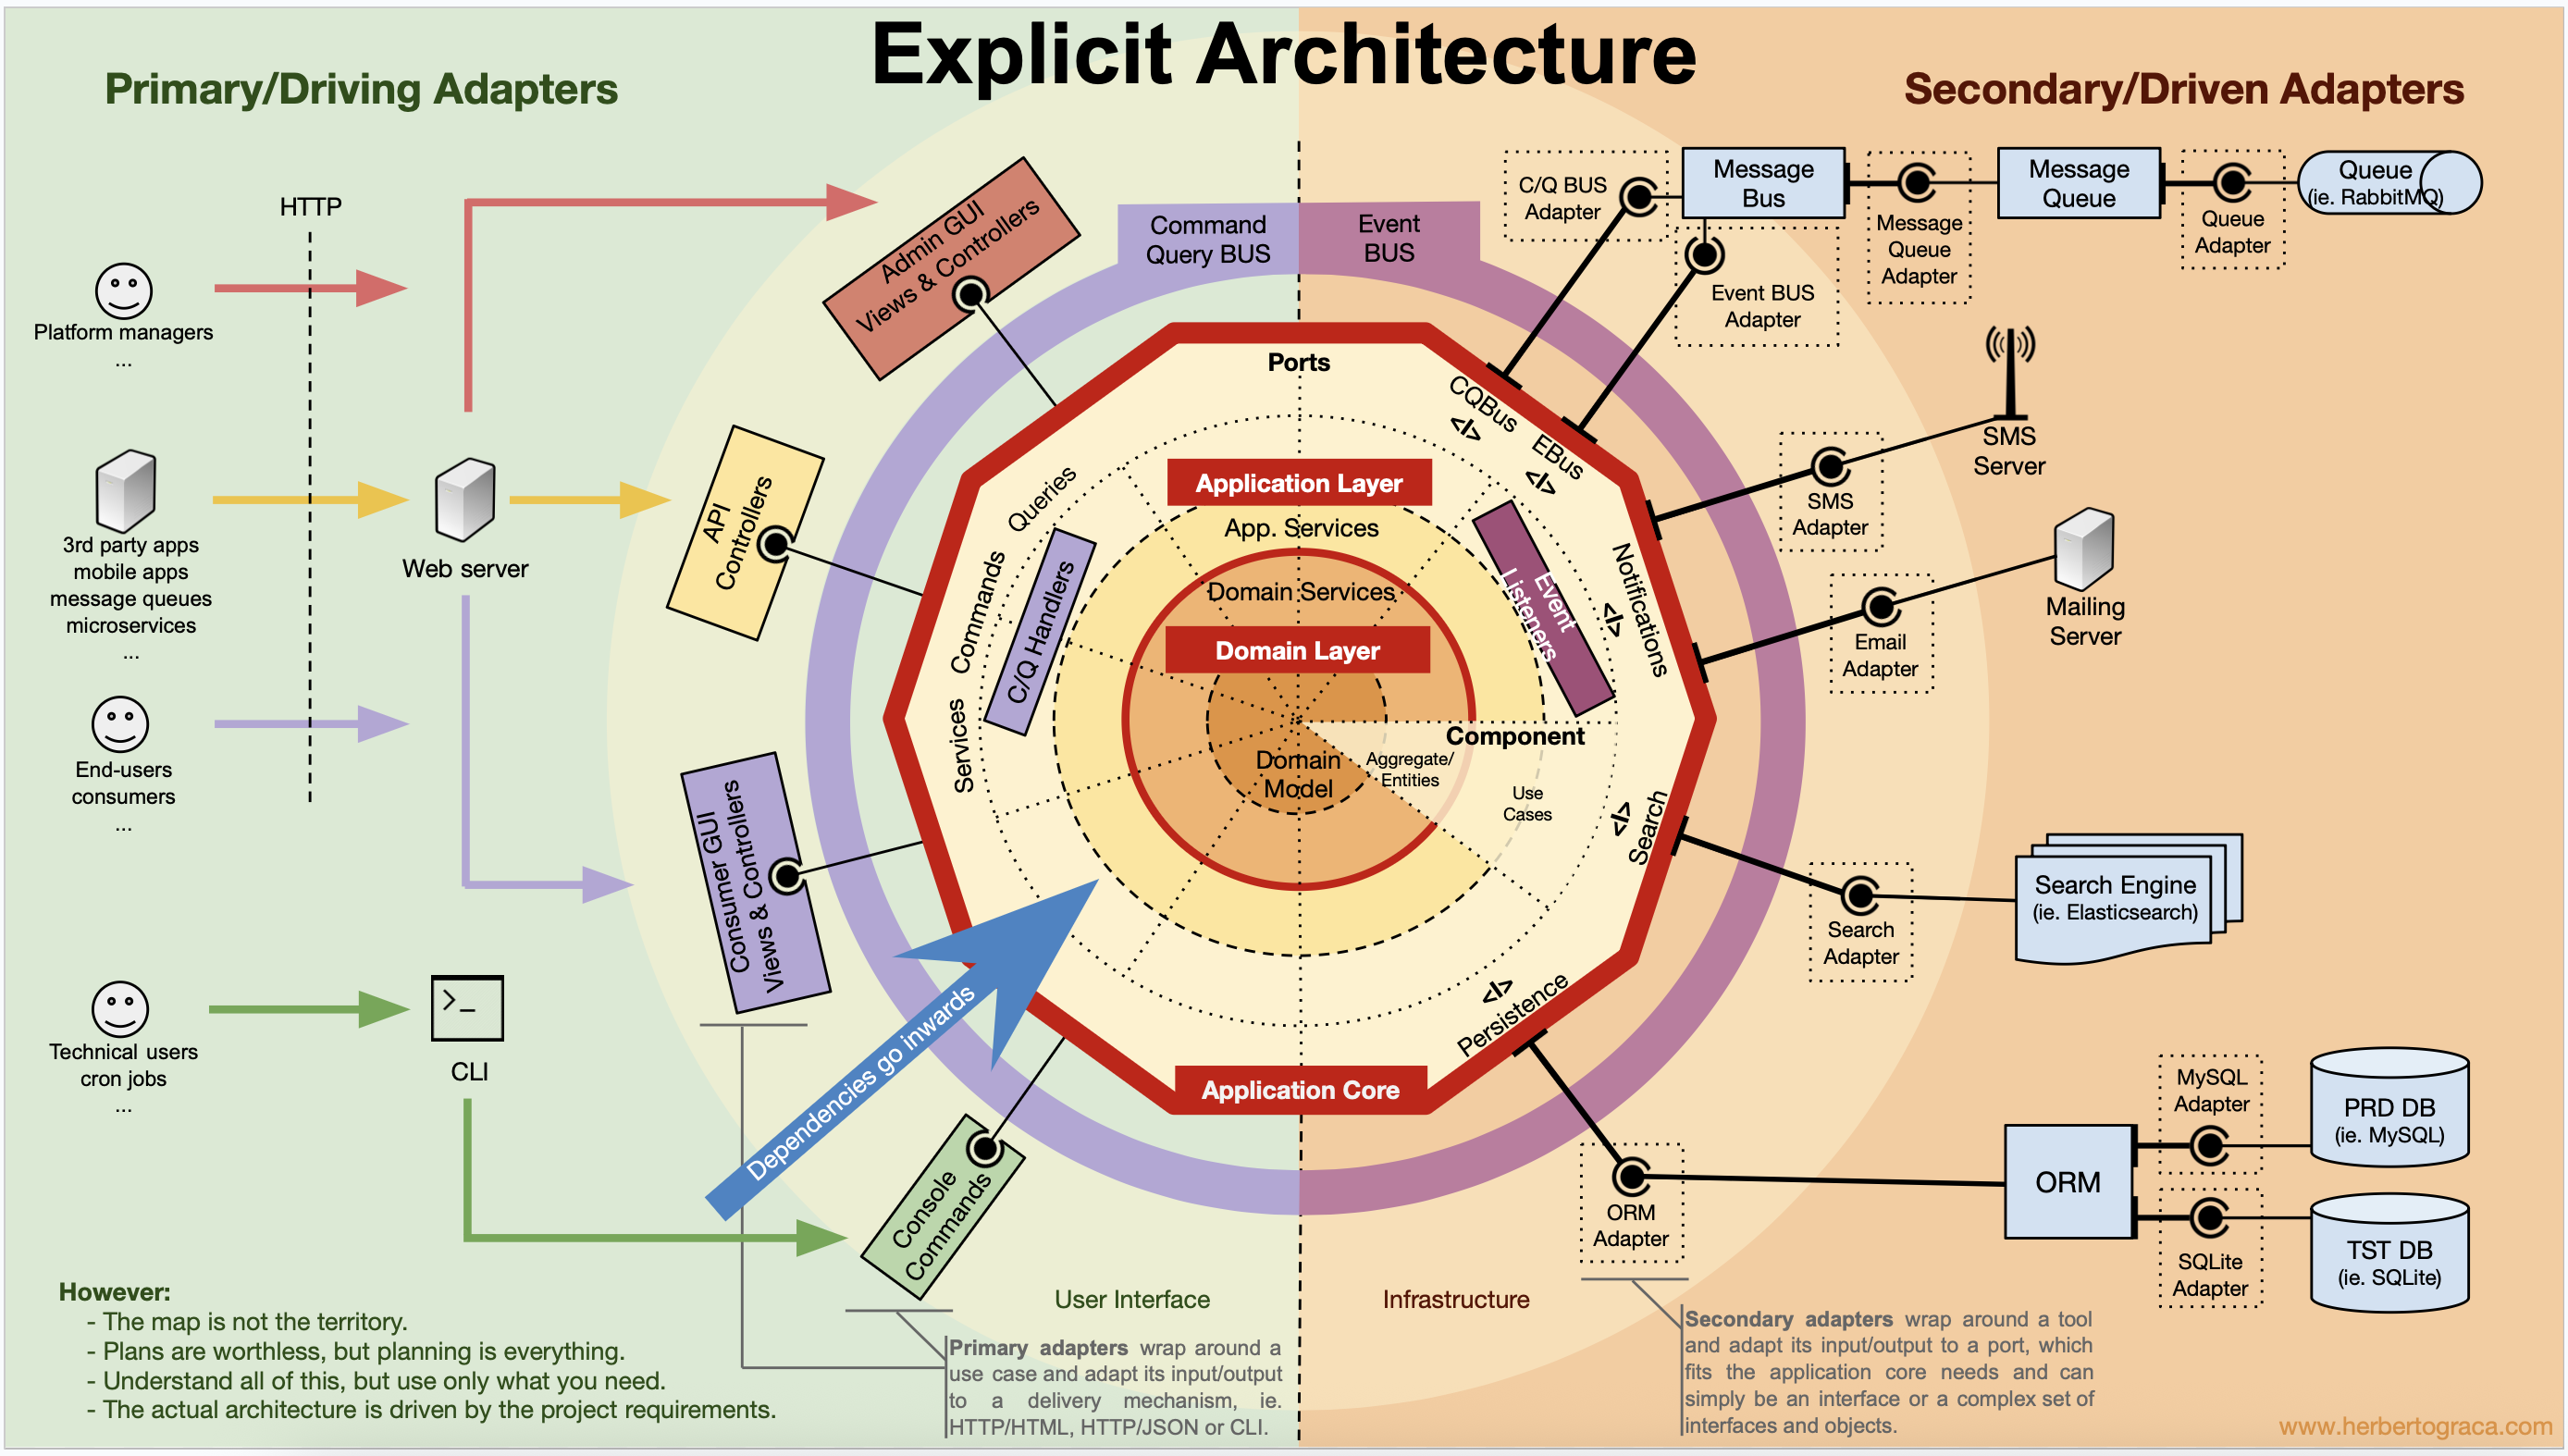 Explicit Architecture
Primary/Driving Adapters
Secondary/Driven Adapters
HTTP
Platform managers
...
3rd party apps
mobile apps
message queues
microservices
...
End-users
consumers
...
Technical users
cron jobs
...
Web server
CLI
Admin GUI
Views & Controllers
API
Controllers
Consumer GUI
Views & Controllers
Console
Commands
Dependencies go inwards
Command
Query BUS
Event
BUS
Ports
Queries
Commands
Services
C/Q Handlers
Application Layer
App. Services
Domain Services
Domain Layer
Domain
Model
Component
Aggregate/
Entities
Use
Cases
Event
Listeners
CQBus
</>
EBus
</>
Notifications
</>
Search
</>
Persistence
</>
Application Core
C/Q BUS
Adapter
Message
Bus
Event BUS
Adapter
Message
Queue
Adapter
Message
Queue
Queue
Adapter
Queue
(ie. RabbitMQ)
SMS
Server
SMS
Adapter
Mailing
Server
Email
Adapter
Search Engine
(ie. Elasticsearch)
Search
Adapter
ORM
Adapter
ORM
MySQL
Adapter
PRD DB
(ie. MySQL)
SQLite
Adapter
TST DB
(ie. SQLite)
User Interface
Infrastructure
However:
- The map is not the territory.
- Plans are worthless, but planning is everything.
- Understand all of this, but use only what you need.
- The actual architecture is driven by the project requirements.
Primary adapters wrap around a
use case and adapt its input/output
to a delivery mechanism, ie.
HTTP/HTML, HTTP/JSON or CLI.
Secondary adapters wrap around a tool
and adapt its input/output to a port, which
fits the application core needs and can
simply be an interface or a complex set of
interfaces and objects.
www.herbertograca.com